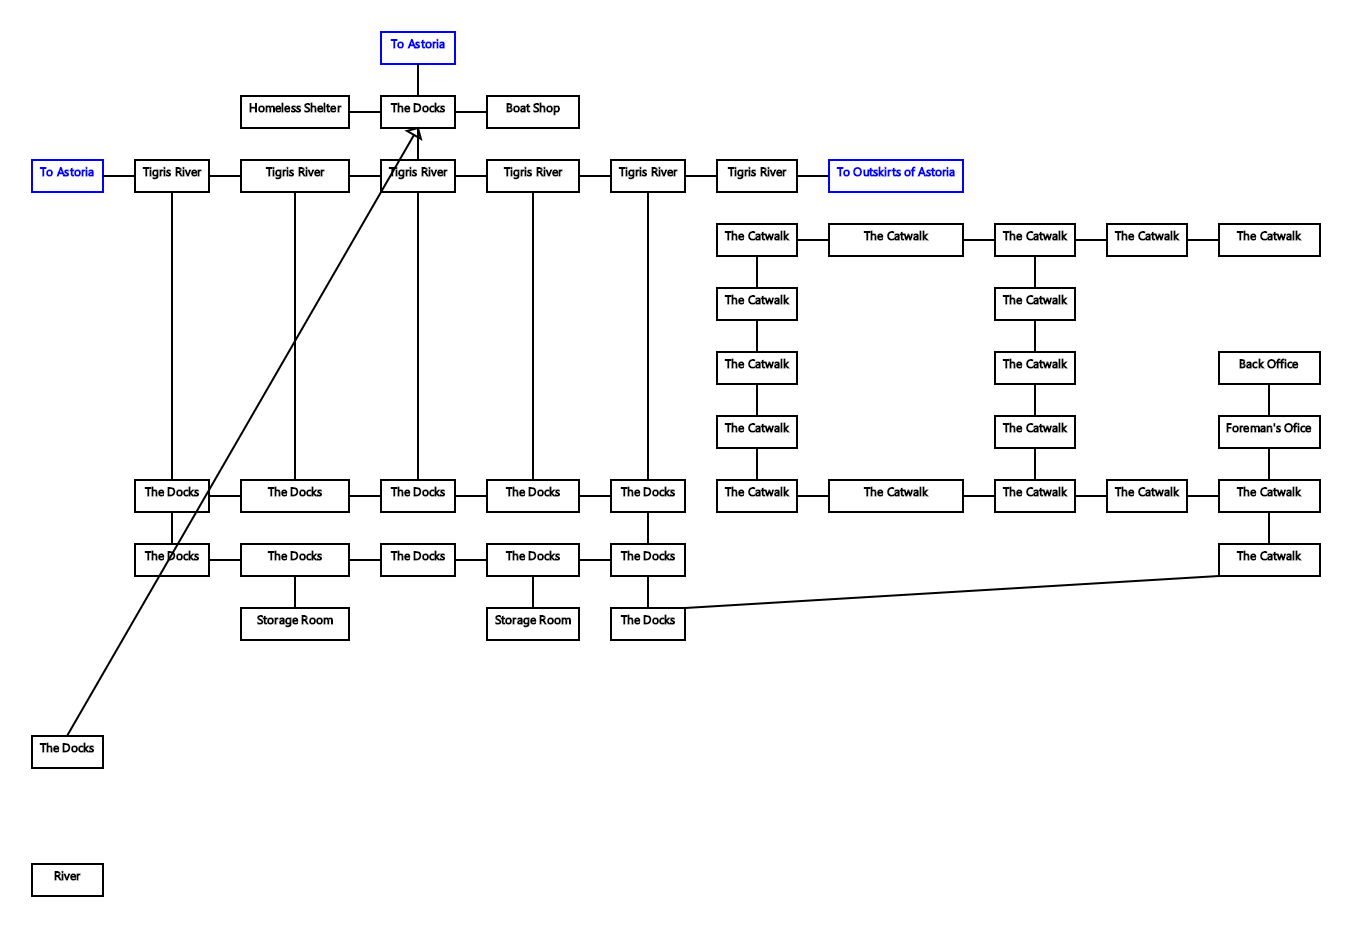 To Astoria
Homeless Shelter
The Docks
Boat Shop
To Astoria
Tigris River
Tigris River
Tigris River
Tigris River
Tigris River
Tigris River
To Outskirts of Astoria
The Catwalk
The Catwalk
The Catwalk
The Catwalk
The Catwalk
The Catwalk
The Catwalk
The Catwalk
The Catwalk
Back Office
The Catwalk
The Catwalk
Foreman's Ofice
The Docks
The Docks
The Docks
The Docks
The Docks
The Catwalk
The Catwalk
The Catwalk
The Catwalk
The Catwalk
The Docks
The Docks
The Docks
The Docks
The Docks
The Catwalk
Storage Room
Storage Room
The Docks
The Docks
River